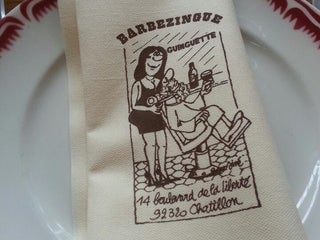 BARBEZINGUE
GUINGUETTE
14 boulevard de la liberté
92320 Chatillon